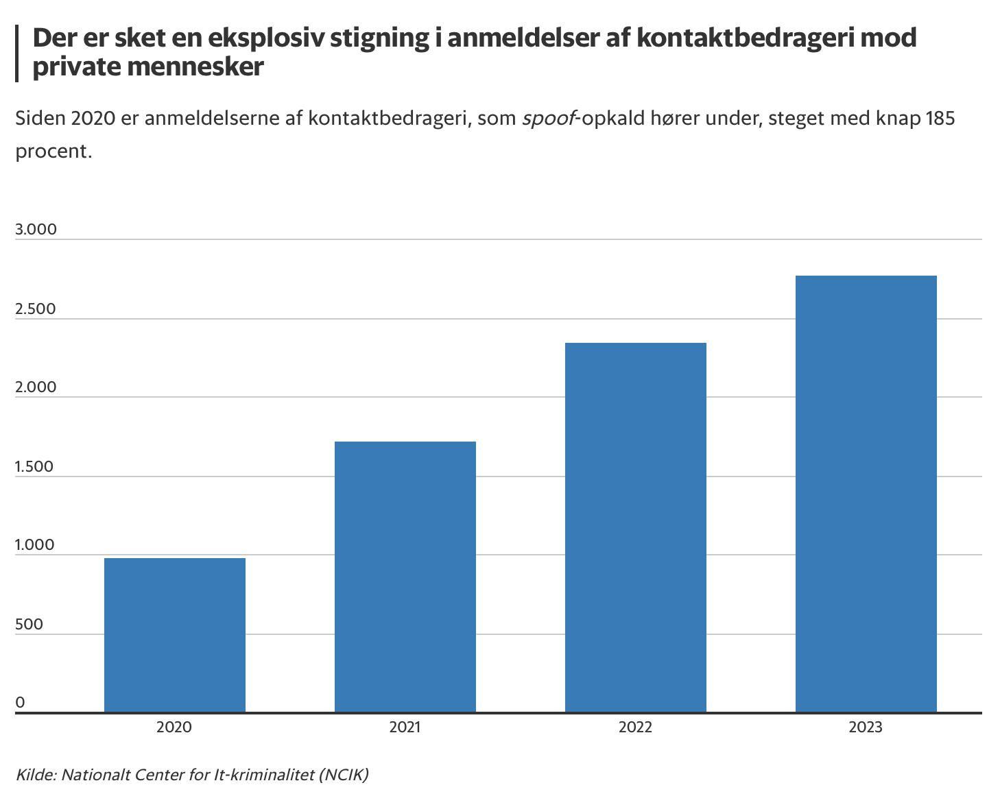 Der er sket en eksplosiv stigning i anmeldelser af kontaktbedrageri mod
private mennesker
Siden 2020 er anmeldelserne af kontaktbedrageri, som spoof-opkald hører under, steget med knap 185
procent.
3.000
2.500
2.000
1.500
1.000
500
0
2020 2021 2022 2023
Kilde: Nationalt Center for It-kriminalitet (NCIK)